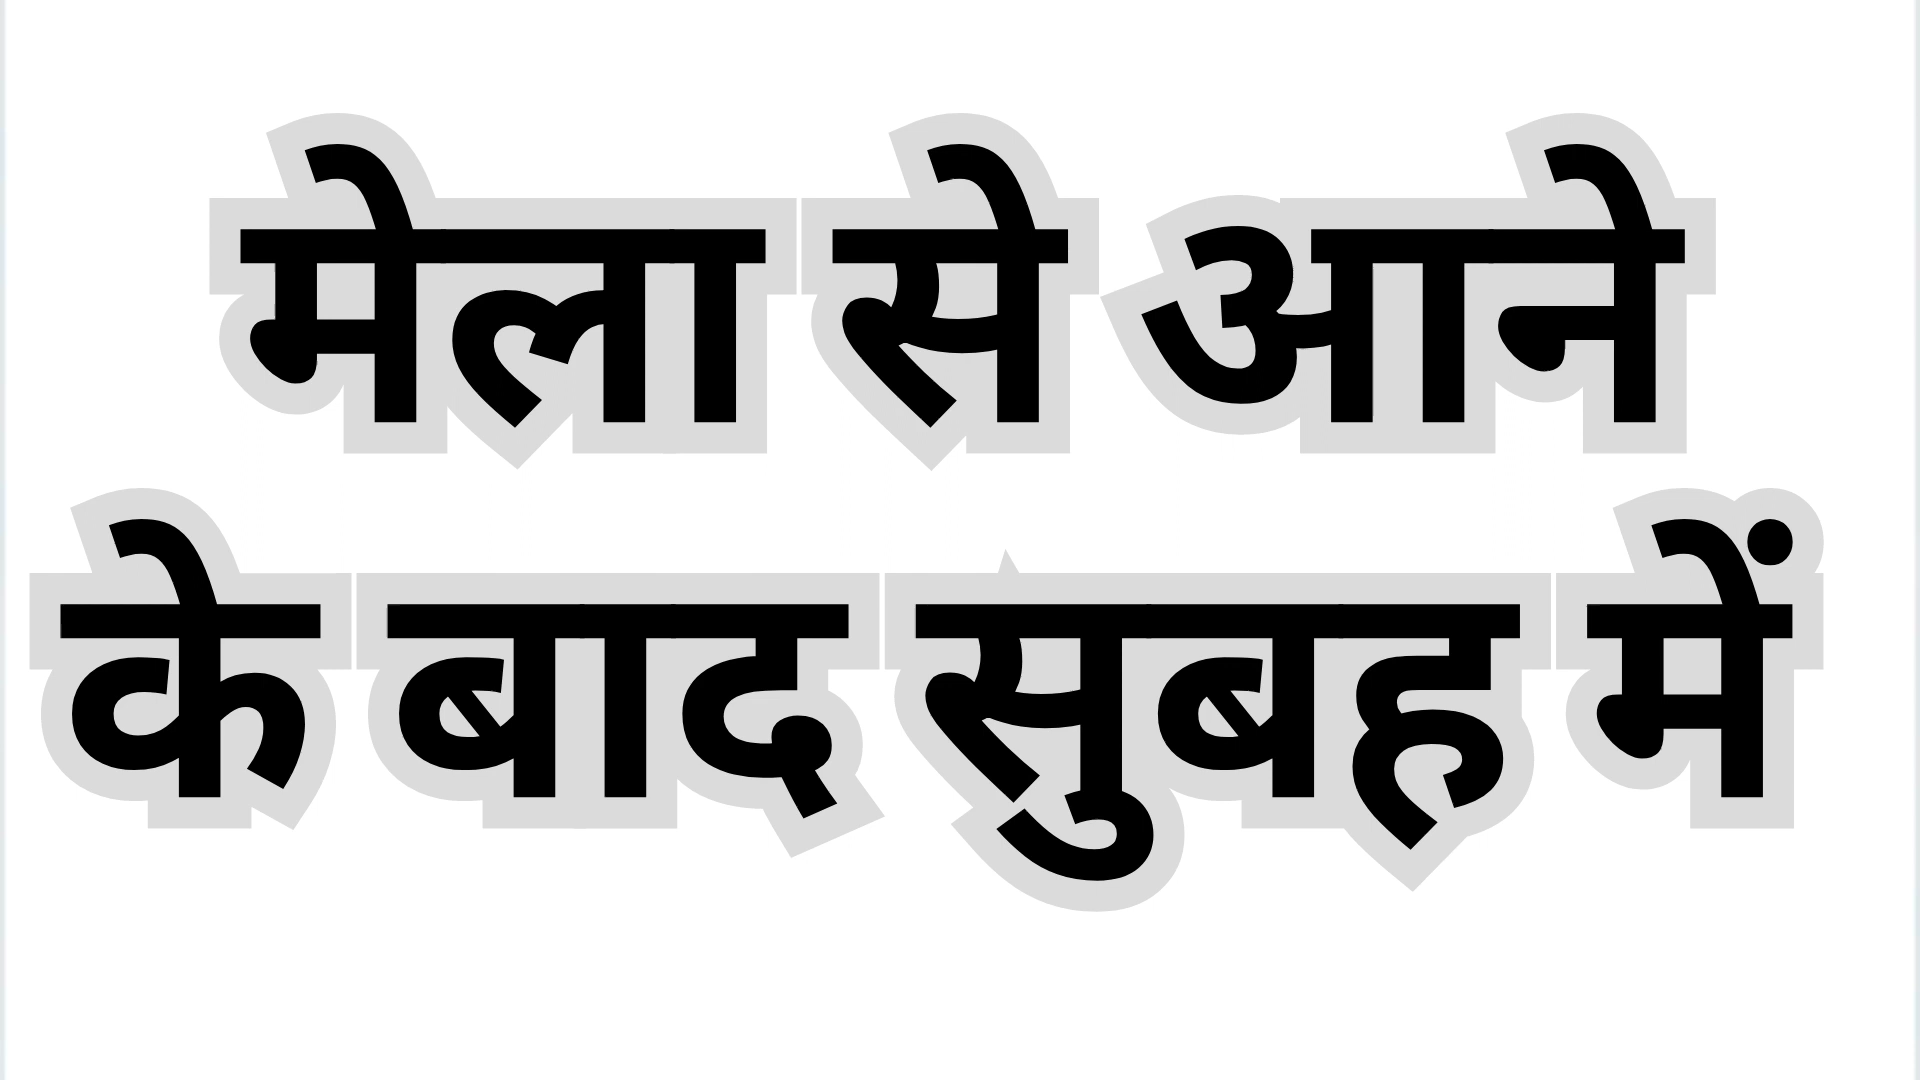 मेला से आने
के बाद सुबह में